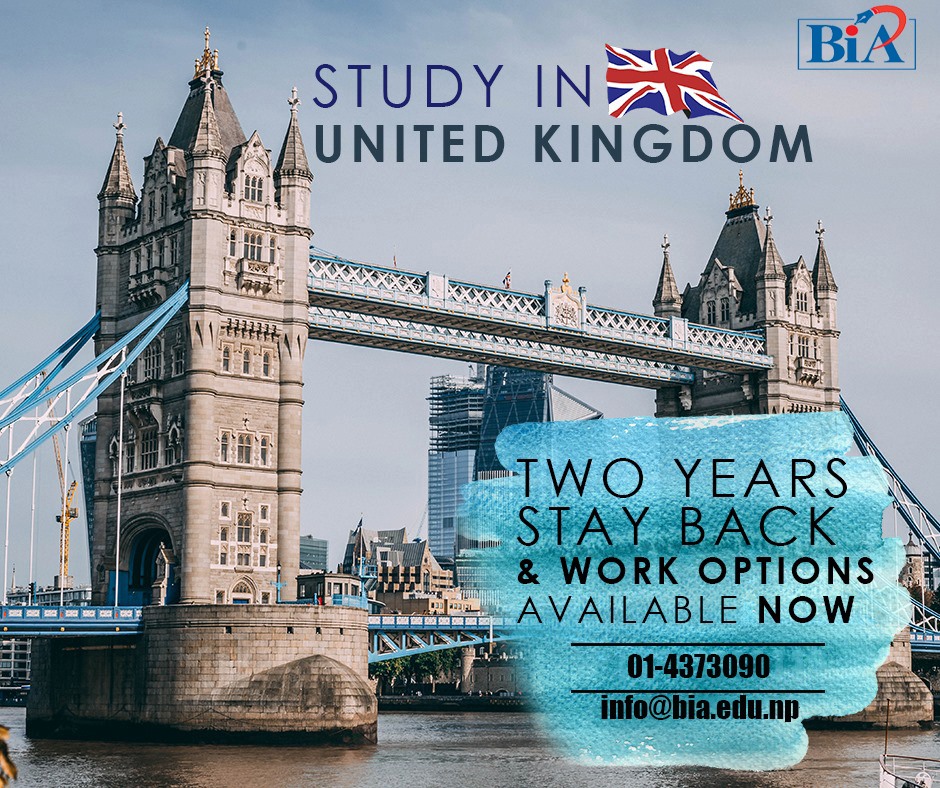 BiA
STUDY IN
UNITED KINGDOM
TWO YEARS
STAY BACK
& WORK OPTIONS
AVAILABLE NOW
01-4373090
info@bia.edu.np